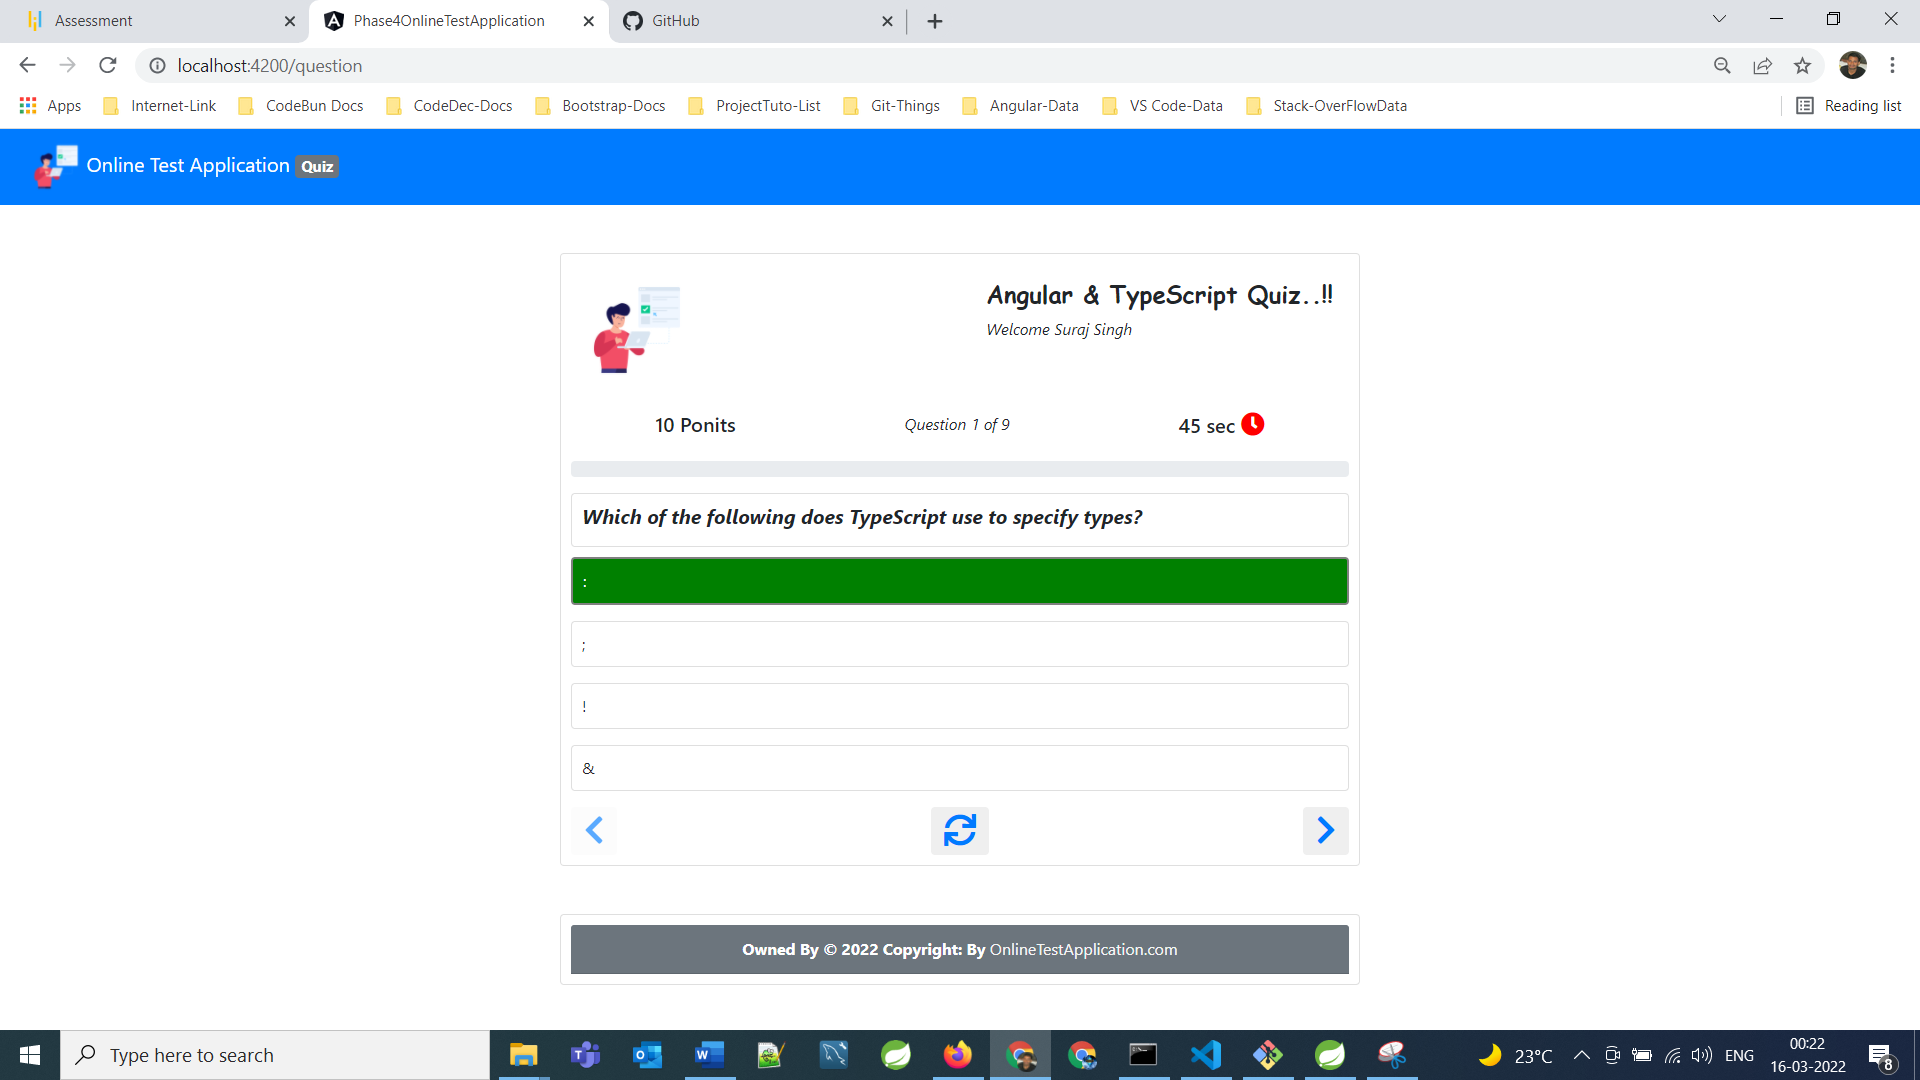 Assessment
Phase4OnlineTestApplication
GitHub
localhost:4200/question
Apps
Internet-Link
CodeBun Docs
CodeDec-Docs
Bootstrap-Docs
ProjectTuto-List
Git-Things
Angular-Data
VS Code-Data
Stack-OverFlowData
Reading list
Online Test Application Quiz
Angular & TypeScript Quiz..!!
Welcome Suraj Singh
10 Ponits
Question 1 of 9
45 sec
Which of the following does TypeScript use to specify types?
:
;
!
&
Owned By © 2022 Copyright: By OnlineTestApplication.com
Type here to search
23°C
ENG
00:22
16-03-2022
8